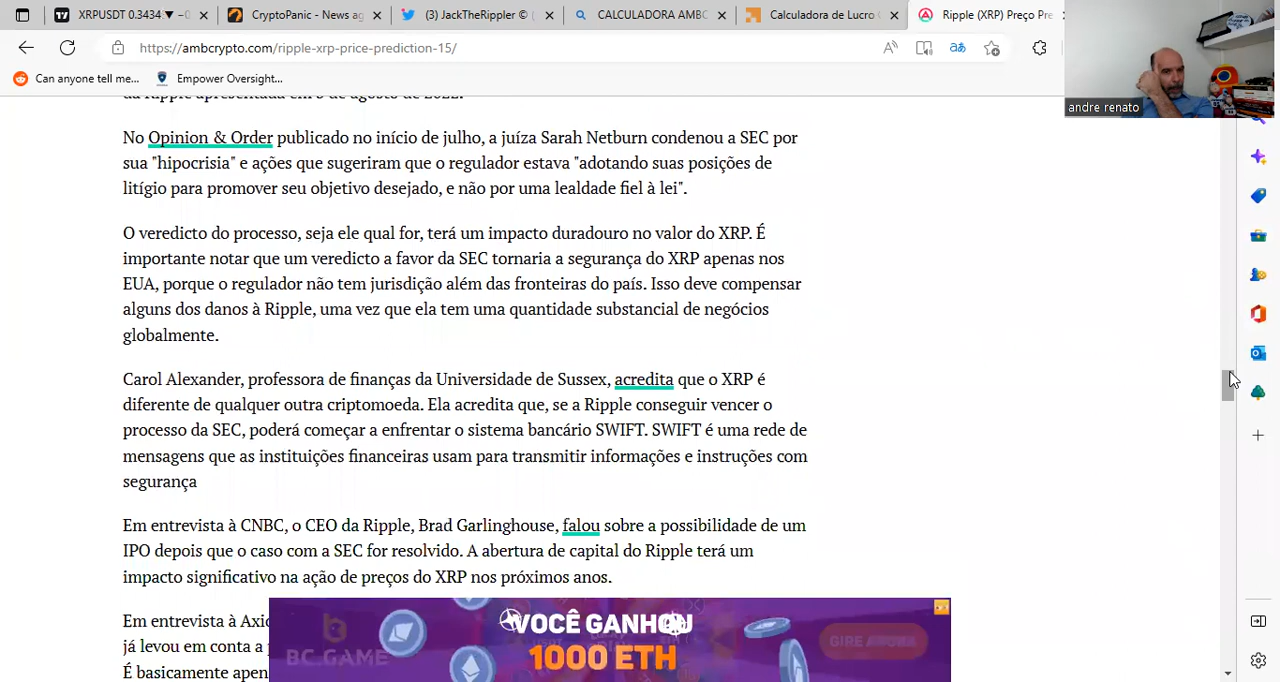 XRPUSDT 0.3434
CryptoPanic - News ag
(3) JackTheRippler ©
CALCULADORA AMBC
Calculadora de Lucro
Ripple (XRP) Preço Pre
https://ambcrypto.com/ripple-xrp-price-prediction-15/
Can anyone tell me...
Empower Oversight...
andre renato
No Opinion & Order publicado no início de julho, a juíza Sarah Netburn condenou a SEC por
sua "hipocrisia" e ações que sugeriram que o regulador estava "adotando suas posições de
litígio para promover seu objetivo desejado, e não por uma lealdade fiel à lei".
O veredicto do processo, seja ele qual for, terá um impacto duradouro no valor do XRP. É
importante notar que um veredicto a favor da SEC tornaria a segurança do XRP apenas nos
EUA, porque o regulador não tem jurisdição além das fronteiras do país. Isso deve compensar
alguns dos danos à Ripple, uma vez que ela tem uma quantidade substancial de negócios
globalmente.
Carol Alexander, professora de finanças da Universidade de Sussex, acredita que o XRP é
diferente de qualquer outra criptomoeda. Ela acredita que, se a Ripple conseguir vencer o
processo da SEC, poderá começar a enfrentar o sistema bancário SWIFT. SWIFT é uma rede de
mensagens que as instituições financeiras usam para transmitir informações e instruções com
segurança
Em entrevista à CNBC, o CEO da Ripple, Brad Garlinghouse, falou sobre a possibilidade de um
IPO depois que o caso com a SEC for resolvido. A abertura de capital do Ripple terá um
impacto significativo na ação de preços do XRP nos próximos anos.
Em entrevista à Axio
já levou em conta a
É basicamente apen
BC GAME
VOCÊ GANHOU
1000 ETH
GIRE AGORA